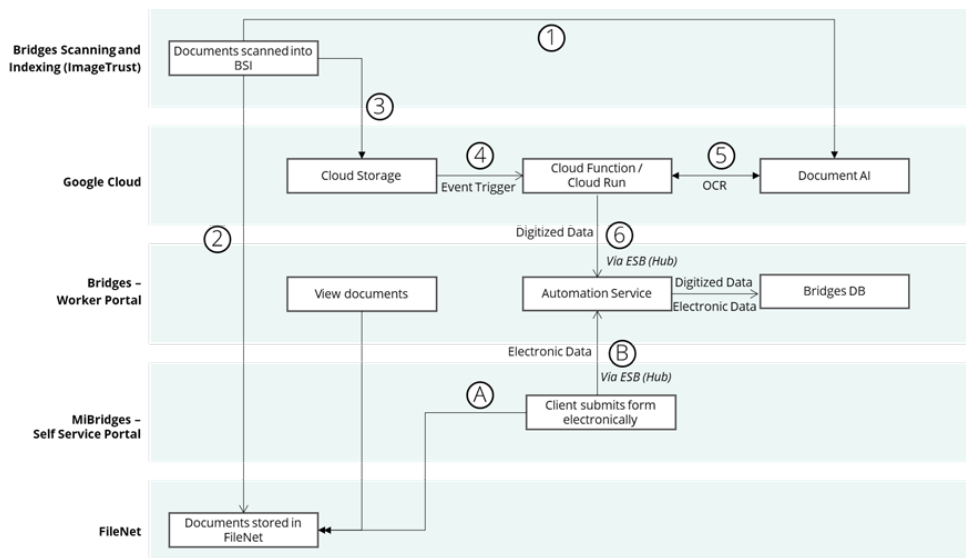 1
Bridges Scanning and
Indexing (ImageTrust)
Documents scanned into
BSI
3
Google Cloud
Cloud Storage
4
Event Trigger
Cloud Function /
Cloud Run
5
OCR
Document AI
2
Digitized Data
6
Via ESB (Hub)
Bridges –
Worker Portal
View documents
Automation Service
Digitized Data
Electronic Data
Bridges DB
Electronic Data
B
Via ESB (Hub)
MiBridges –
Self Service Portal
A
Client submits form
electronically
FileNet
Documents stored in
FileNet